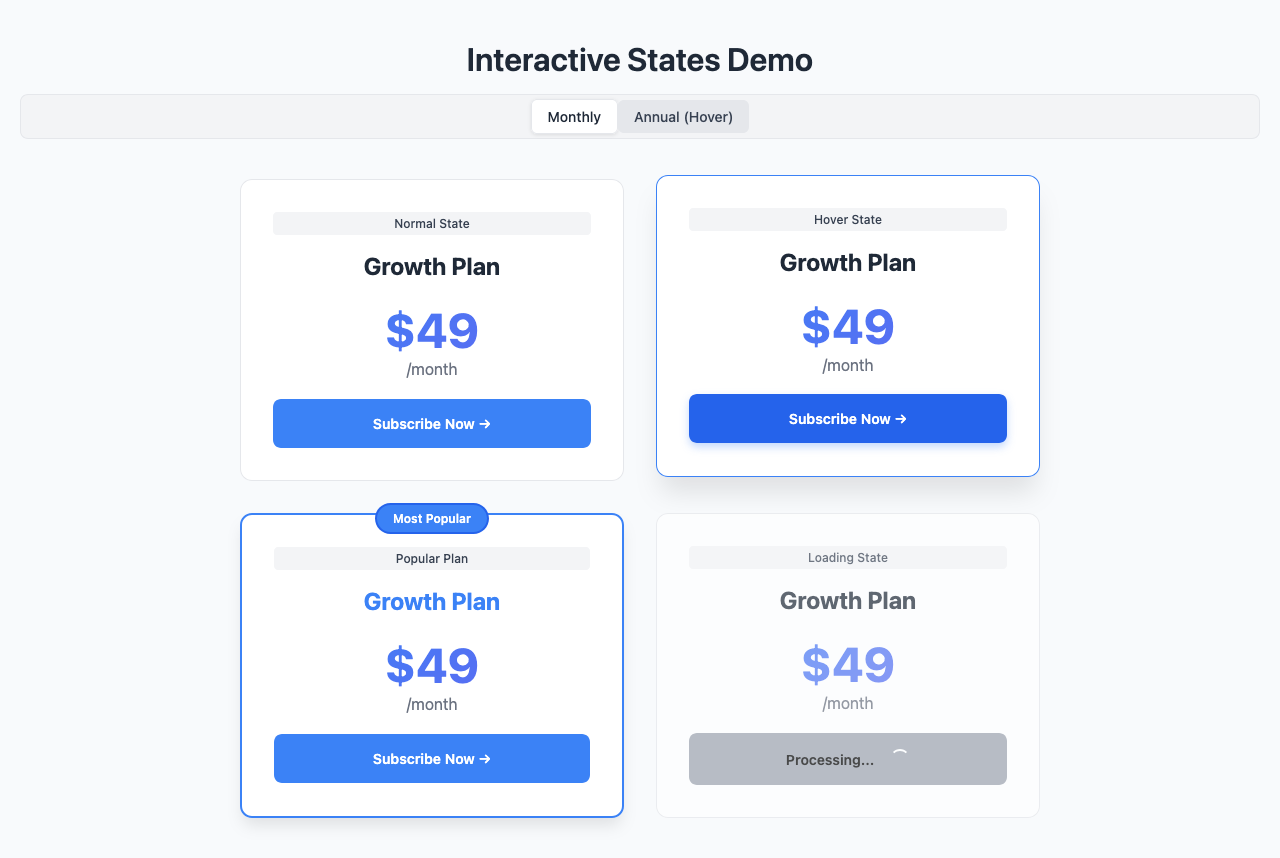 Interactive States Demo
Monthly
Annual (Hover)
Normal State
Growth Plan
$49
/month
Subscribe Now →
Hover State
Growth Plan
$49
/month
Subscribe Now →
Most Popular
Popular Plan
Growth Plan
$49
/month
Subscribe Now →
Loading State
Growth Plan
$49
/month
Processing...